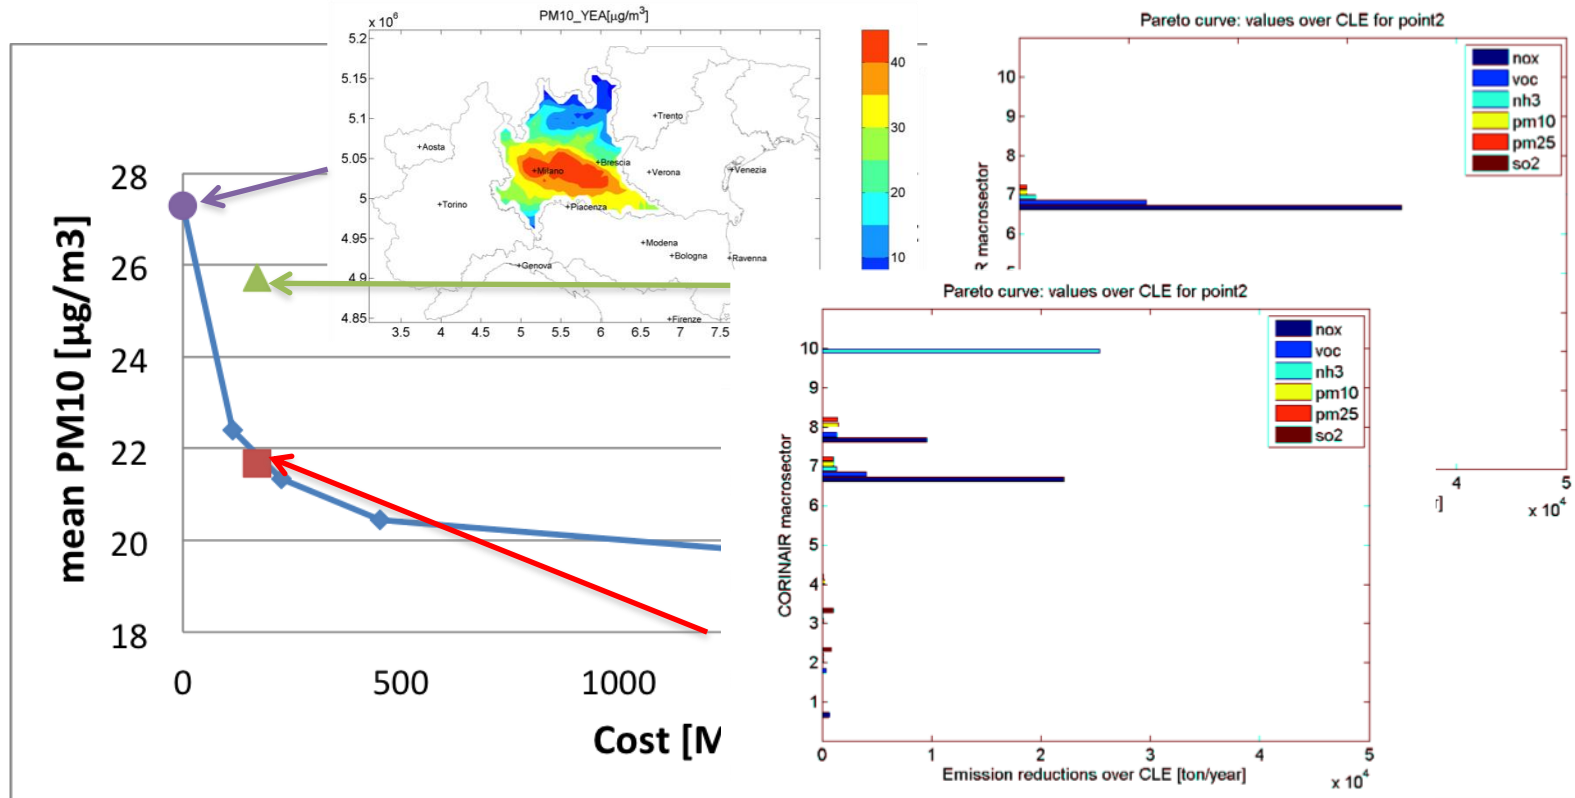 PM10_YEA[µg/m³]
x 10⁶
5.2
5.15
5.1
5.05
5
4.95
4.9
4.85
3.5 4 4.5 5 5.5 6 6.5 7 7.5
+Aosta
+Torino
+Milano
+Brescia
+Trento
+Verona
+Venezia
+Piacenza
+Modena
+Bologna
+Ravenna
+Genova
+Firenze
40
30
20
10
28
26
24
22
20
18
mean PM10 [µg/m3]
0 500 1000
Cost [M
Pareto curve: values over CLE for point2
nox
voc
nh3
pm10
pm25
so2
10
9
8
7
6
5
R macrosector
4 5
x 10⁴
Pareto curve: values over CLE for point2
nox
voc
nh3
pm10
pm25
so2
10
9
8
7
6
5
4
3
2
1
CORINAIR macrosector
0 1 2 3 4 5
Emission reductions over CLE [ton/year]
x 10⁴